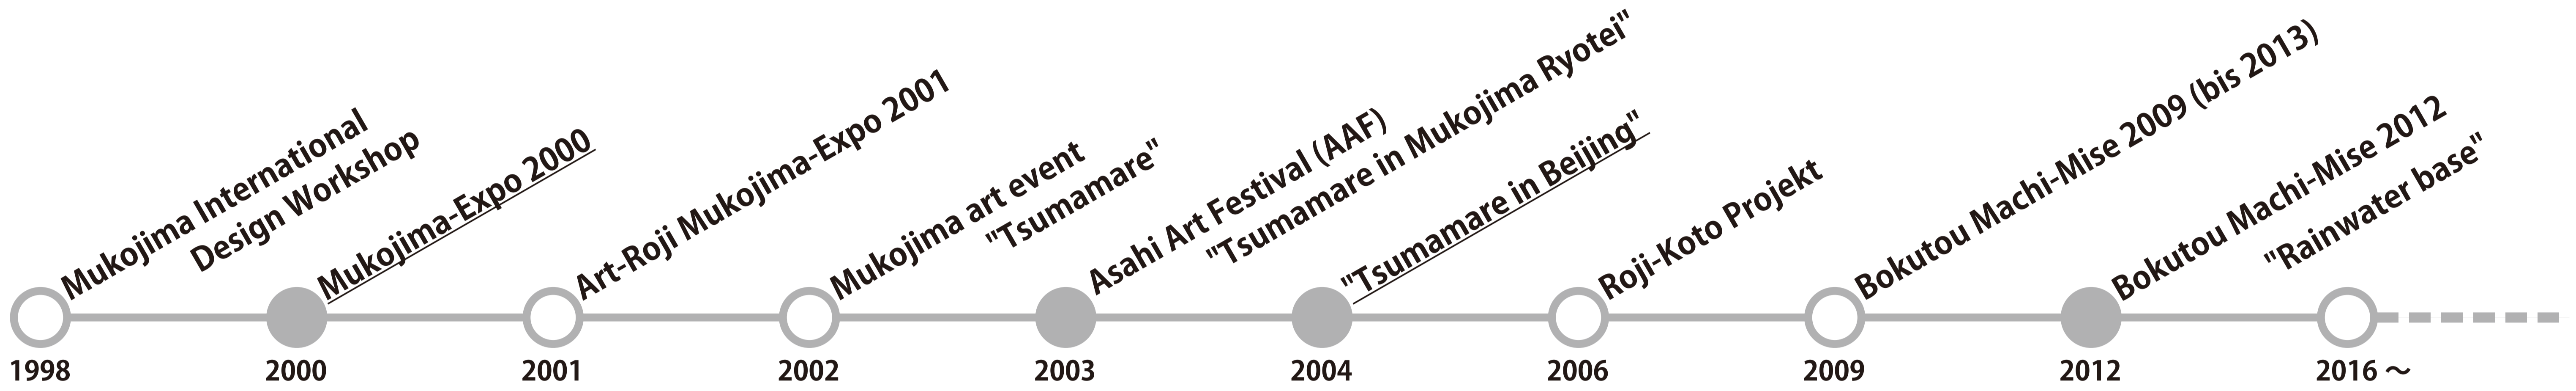 Mukojima International
Design Workshop
Mukojima-Expo 2000
Art-Roji Mukojima-Expo 2001
Mukojima art event
"Tsumamare"
Asahi Art Festival (AAF)
"Tsumamare in Mukojima Ryotei"
"Tsumamare in Beijing"
Roji-Koto Projekt
Bokutou Machi-Mise 2009 (bis 2013)
Bokutou Machi-Mise 2012
"Rainwater base"
1998
2000
2001
2002
2003
2004
2006
2009
2012
2016 ～